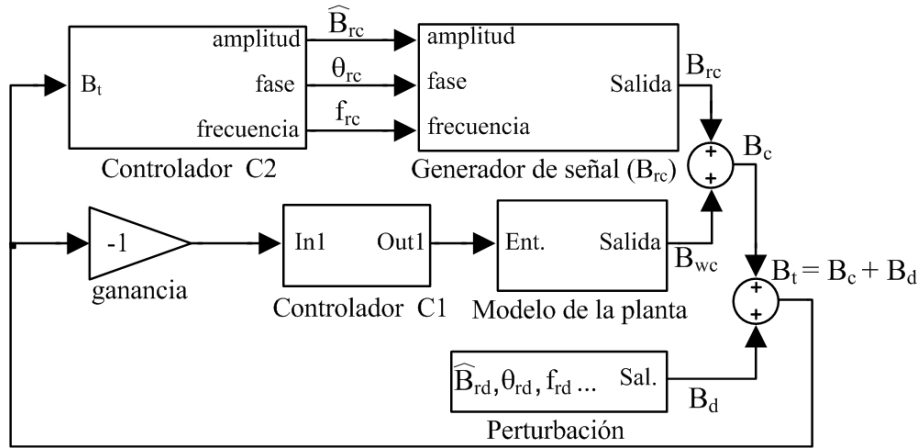 B̂rc
amplitud
amplitud
Bt
θrc
fase
fase
Salida
Brc
frc
frecuencia
frecuencia
Controlador C2
Generador de señal (Brc)
+
+
Bc
-1
ganancia
In1
Out1
Controlador C1
Ent.
Salida
Modelo de la planta
Bwc
Bt = Bc + Bd
+
+
B̂rd, θrd, frd ...
Sal.
Bd
Perturbación